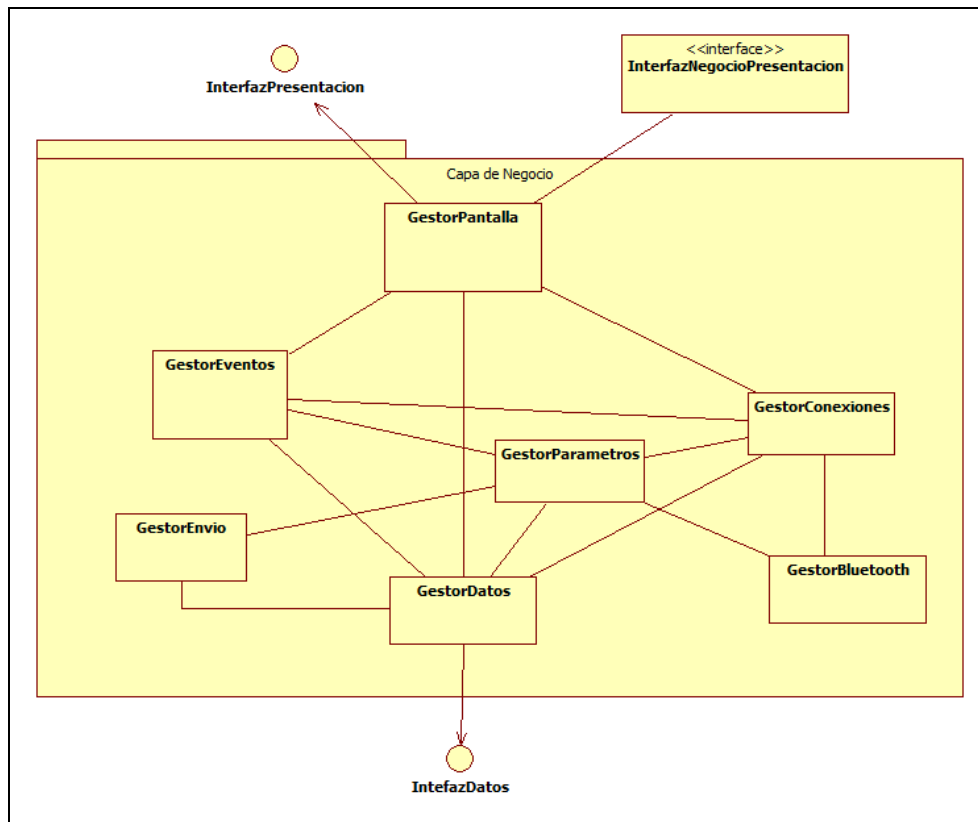 <<interface>>
InterfazNegocioPresentacion
InterfazPresentacion
Capa de Negocio
GestorPantalla
GestorEventos
GestorConexiones
GestorParametros
GestorEnvio
GestorBluetooth
GestorDatos
IntefazDatos